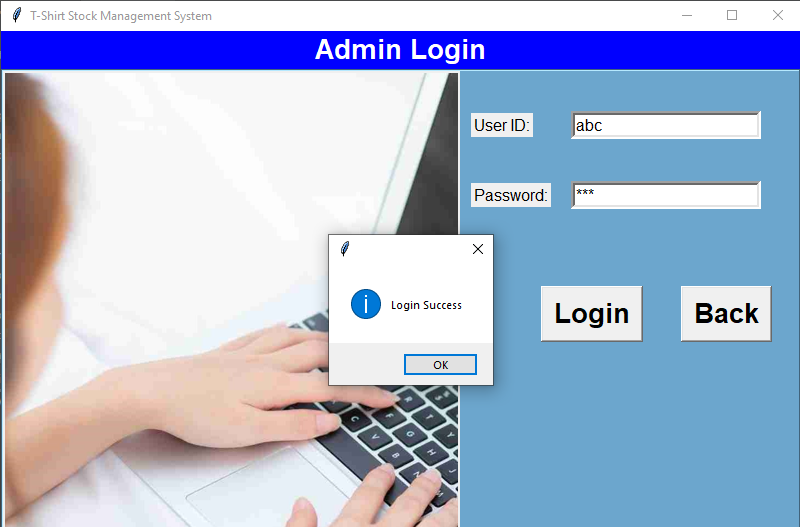 T-Shirt Stock Management System
Admin Login
User ID: abc
Password: ***
Login Success
OK
Login Back